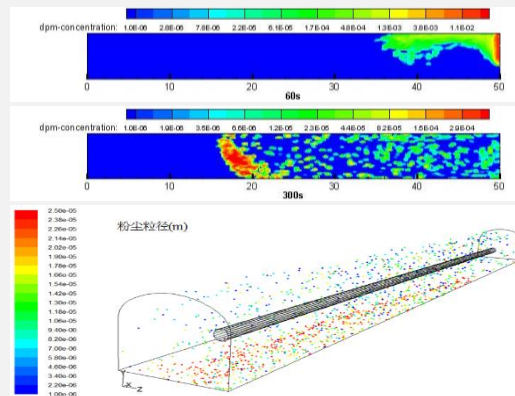 dpm-concentration: 1.0E-06 2.8E-06 7.9E-06 2.2E-05 6.1E-05 1.7E-04 4.8E-04 1.3E-03 3.8E-03 1.1E-02
0 10 20 30 40 50
60s
dpm-concentration: 1.0E-06 1.9E-06 3.5E-06 6.6E-06 1.2E-05 2.3E-05 4.4E-05 8.2E-05 1.5E-04 2.9E-04
0 10 20 30 40 50
300s
粉尘粒径(m)
2.50e-05
2.38e-05
2.26e-05
2.14e-05
2.02e-05
1.90e-05
1.78e-05
1.66e-05
1.54e-05
1.42e-05
1.30e-05
1.18e-05
1.06e-05
9.40e-06
8.20e-06
7.00e-06
5.80e-06
4.60e-06
3.40e-06
2.20e-06
1.00e-06
Y
X
Z